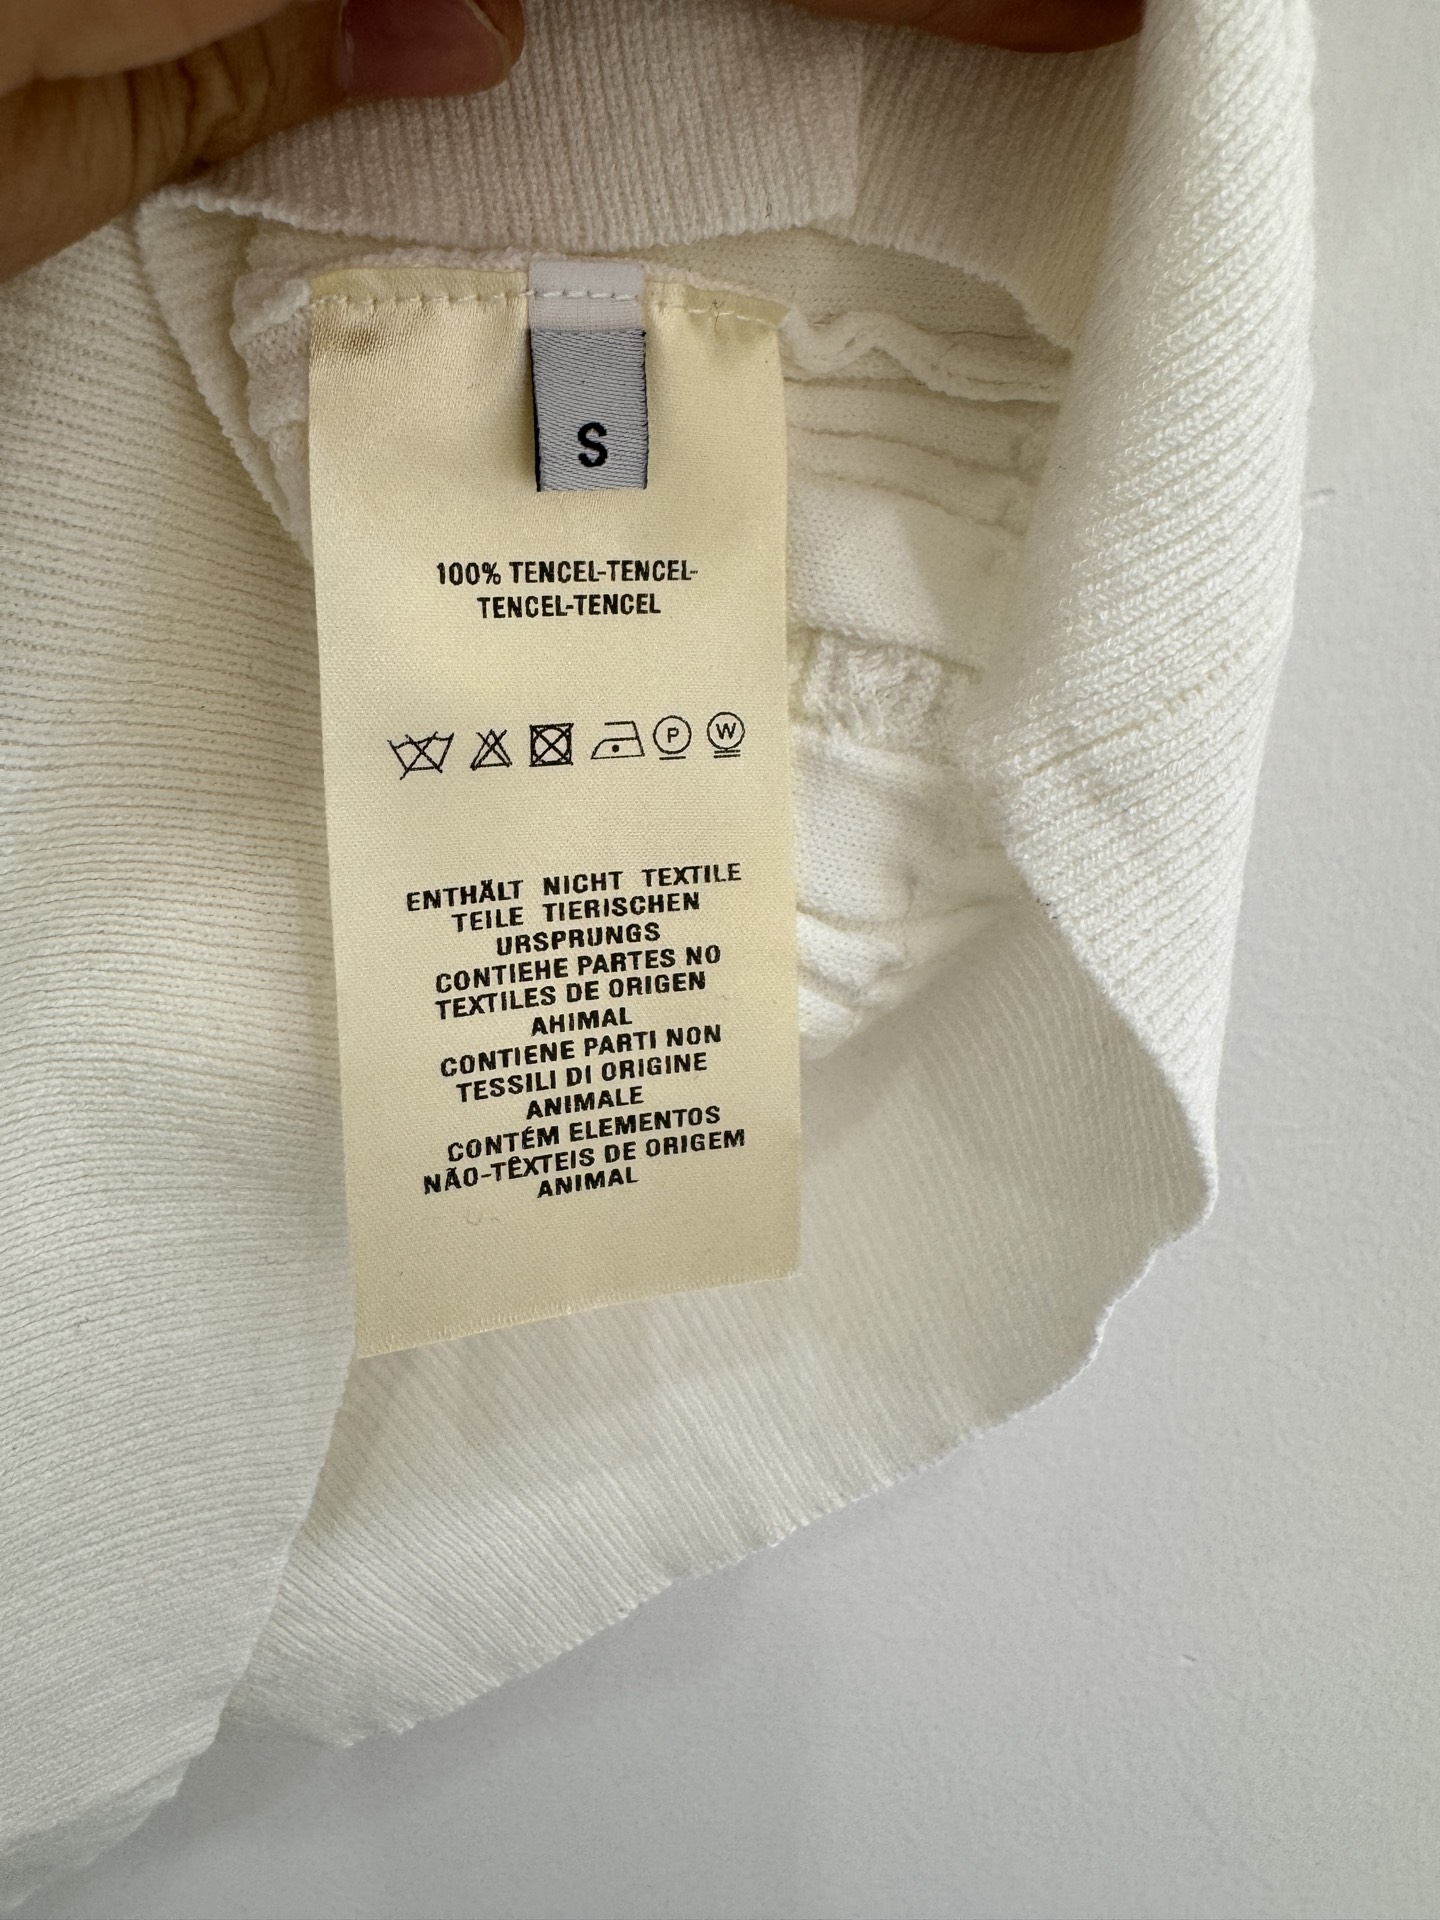 S
100% TENCEL-TENCEL-
TENCEL-TENCEL
P W
ENTHÄLT NICHT TEXTILE
TEILE TIERISCHEN
URSPRUNGS
CONTIEHE PARTES NO
TEXTILES DE ORIGEN
AHIMAL
CONTIENE PARTI NON
TESSILI DI ORIGINE
ANIMALE
CONTÉM ELEMENTOS
NÃO-TÊXTEIS DE ORIGEM
ANIMAL